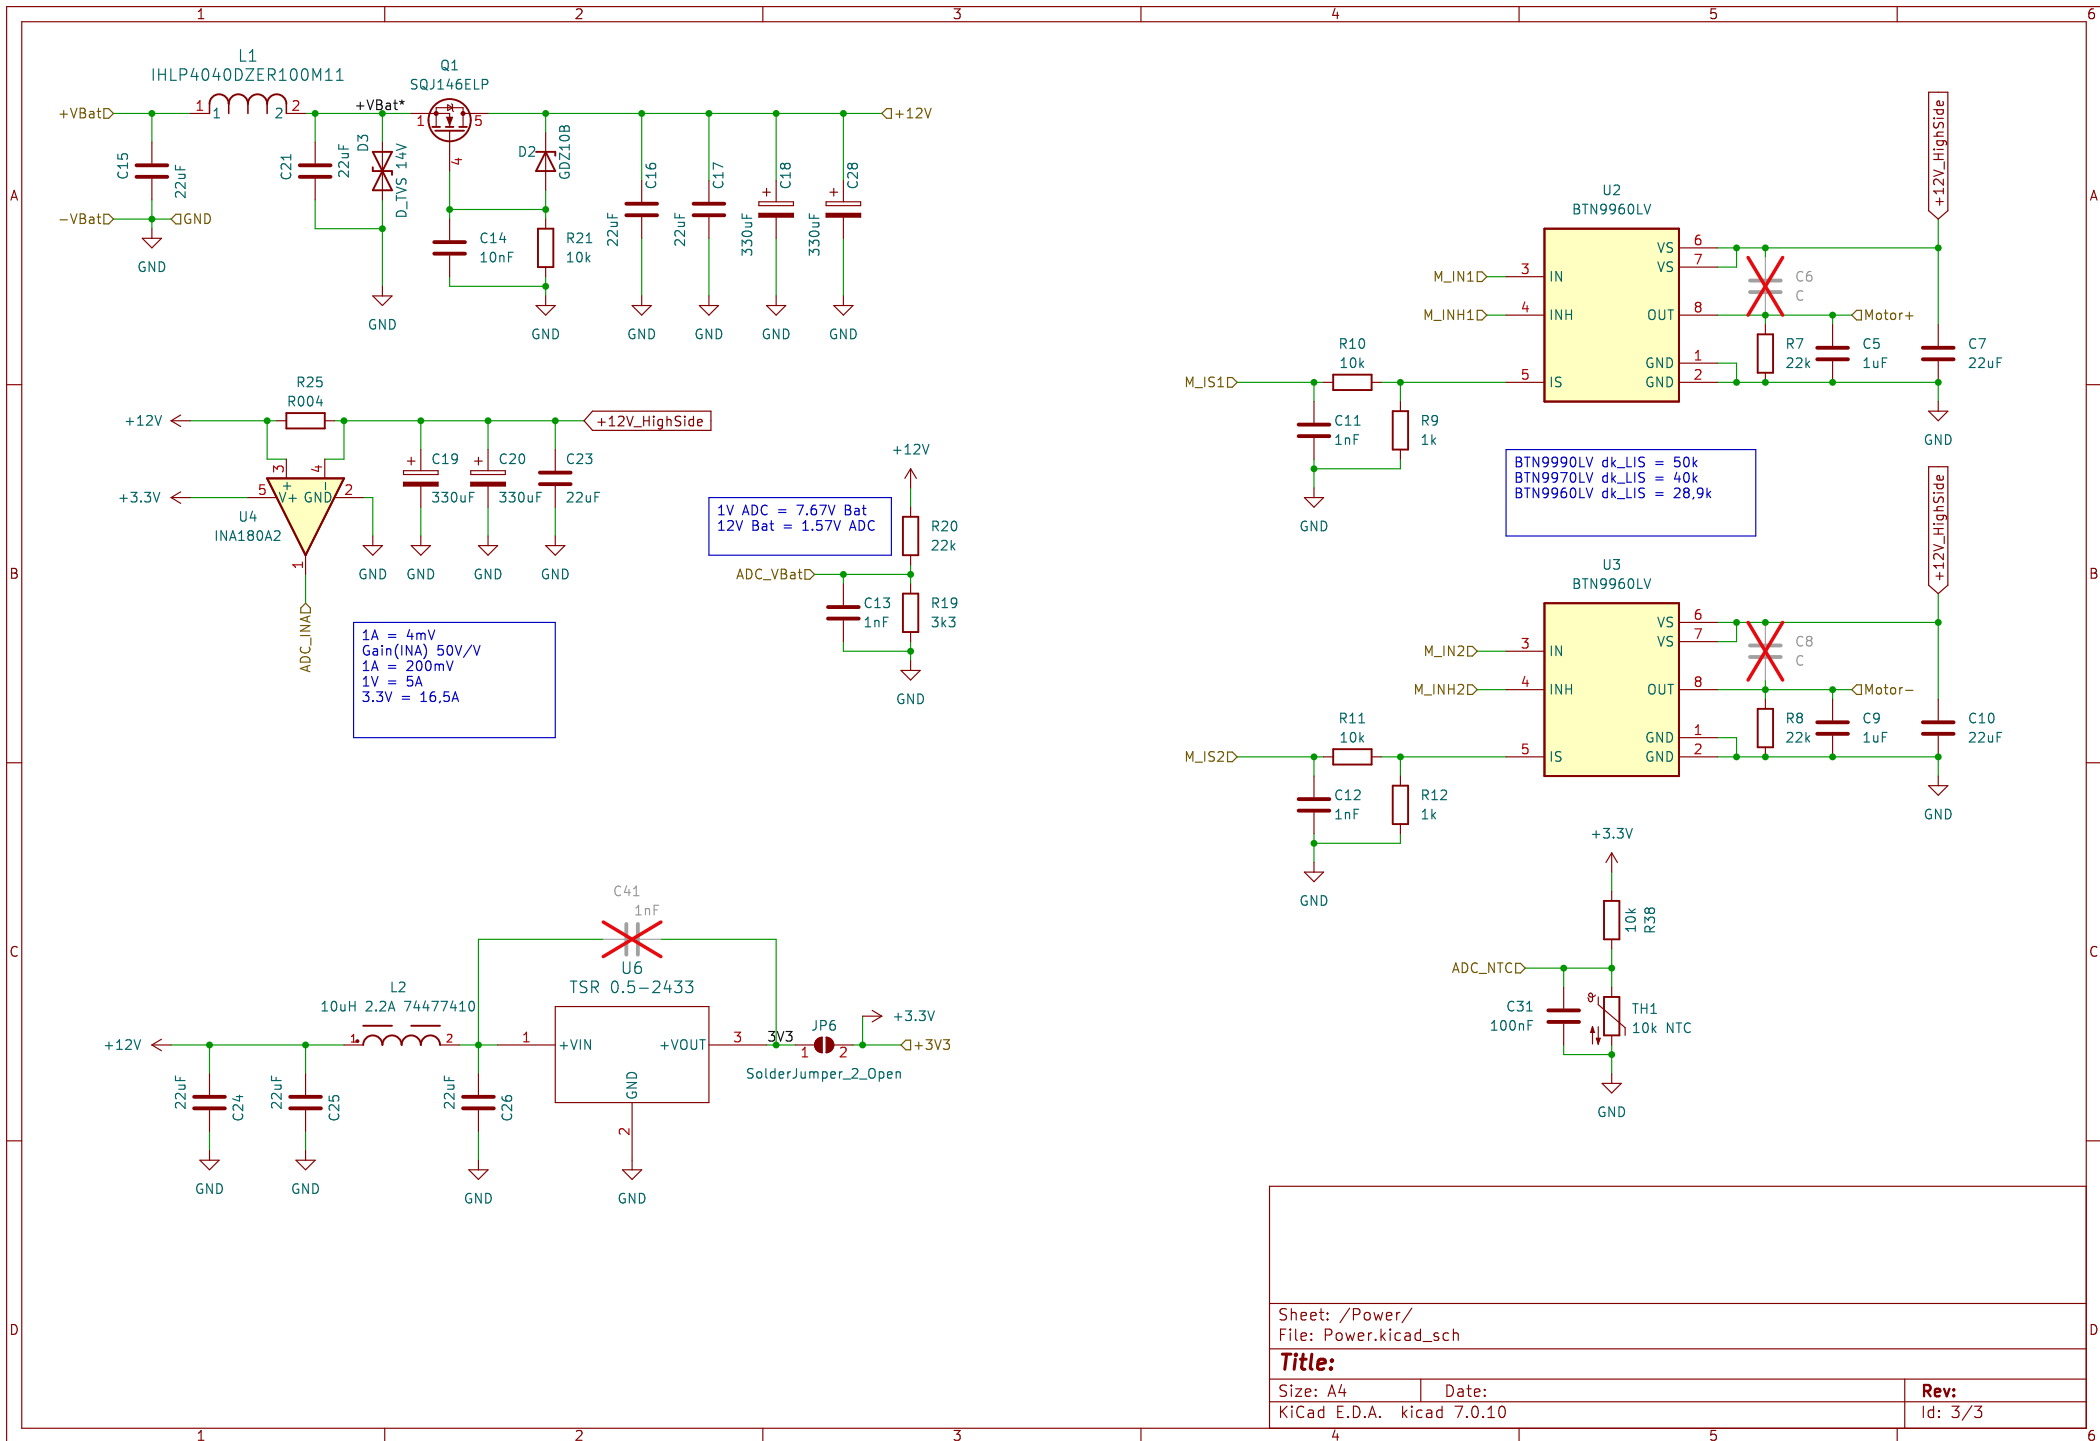 1 2 3 4 5 6
A
B
C
D
A
B
C
D
1 2 3 4 5 6
L1
IHLP4040DZER100M11
+VBat
1
1
2
2
+VBat*
Q1
SQJ146ELP
1
5
4
C15
22uF
C21
22uF
D3
D_TVS 14V
-VBat
GND
GND
GND
C14
10nF
D2
GDZ10B
R21
10k
GND
C16
22uF
GND
C17
22uF
GND
+
C18
330uF
GND
+
C28
330uF
GND
+12V
R25
R004
+12V
+12V_HighSide
+3.3V
3
4
+
-
5
V+
GND
2
U4
INA180A2
1
ADC_INA
GND
+
C19
330uF
GND
+
C20
330uF
GND
C23
22uF
GND
1A = 4mV
Gain(INA) 50V/V
1A = 200mV
1V = 5A
3.3V = 16,5A
1V ADC = 7.67V Bat
12V Bat = 1.57V ADC
+12V
R20
22k
ADC_VBat
C13
1nF
R19
3k3
GND
C41
1nF
U6
TSR 0.5-2433
L2
10uH 2.2A 74477410
+12V
1
2
1
+VIN
+VOUT
3
GND
2
3V3
JP6
1
2
SolderJumper_2_Open
+3.3V
+3V3
22uF
C24
GND
22uF
C25
GND
22uF
C26
GND
GND
+12V_HighSide
U2
BTN9960LV
M_IN1
3
IN
M_INH1
4
INH
M_IS1
R10
10k
5
IS
VS
6
VS
7
OUT
8
GND
1
GND
2
C6
C
Motor+
R7
22k
C5
1uF
C7
22uF
GND
C11
1nF
R9
1k
GND
BTN9990LV dk_LIS = 50k
BTN9970LV dk_LIS = 40k
BTN9960LV dk_LIS = 28,9k
+12V_HighSide
U3
BTN9960LV
M_IN2
3
IN
M_INH2
4
INH
M_IS2
R11
10k
5
IS
VS
6
VS
7
OUT
8
GND
1
GND
2
C8
C
Motor-
R8
22k
C9
1uF
C10
22uF
GND
C12
1nF
R12
1k
GND
+3.3V
10k
R38
ADC_NTC
C31
100nF
TH1
10k NTC
GND
Sheet: /Power/
File: Power.kicad_sch
Title:
Size: A4 Date: Rev:
KiCad E.D.A. kicad 7.0.10 Id: 3/3